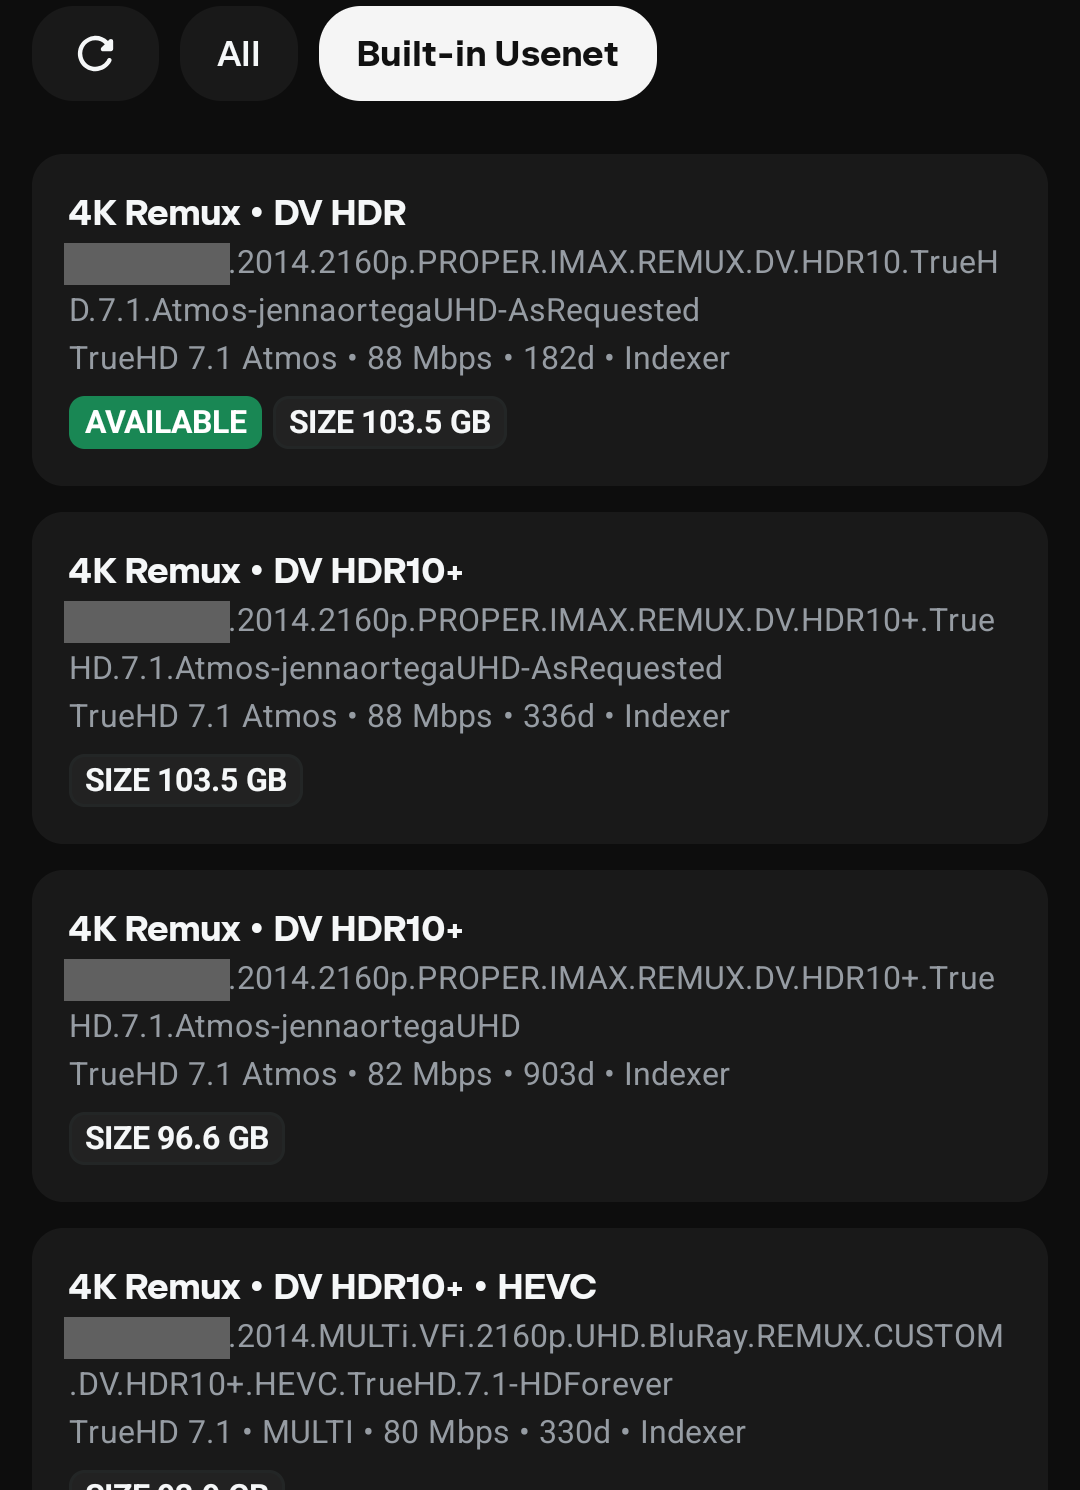 All
Built-in Usenet
4K Remux • DV HDR
.2014.2160p.PROPER.IMAX.REMUX.DV.HDR10.TrueH
D.7.1.Atmos-jennaortegaUHD-AsRequested
TrueHD 7.1 Atmos • 88 Mbps • 182d • Indexer
AVAILABLE
SIZE 103.5 GB
4K Remux • DV HDR10+
.2014.2160p.PROPER.IMAX.REMUX.DV.HDR10+.True
HD.7.1.Atmos-jennaortegaUHD-AsRequested
TrueHD 7.1 Atmos • 88 Mbps • 336d • Indexer
SIZE 103.5 GB
4K Remux • DV HDR10+
.2014.2160p.PROPER.IMAX.REMUX.DV.HDR10+.True
HD.7.1.Atmos-jennaortegaUHD
TrueHD 7.1 Atmos • 82 Mbps • 903d • Indexer
SIZE 96.6 GB
4K Remux • DV HDR10+ • HEVC
.2014.MULTi.VFi.2160p.UHD.BluRay.REMUX.CUSTOM
.DV.HDR10+.HEVC.TrueHD.7.1-HDForever
TrueHD 7.1 • MULTI • 80 Mbps • 330d • Indexer